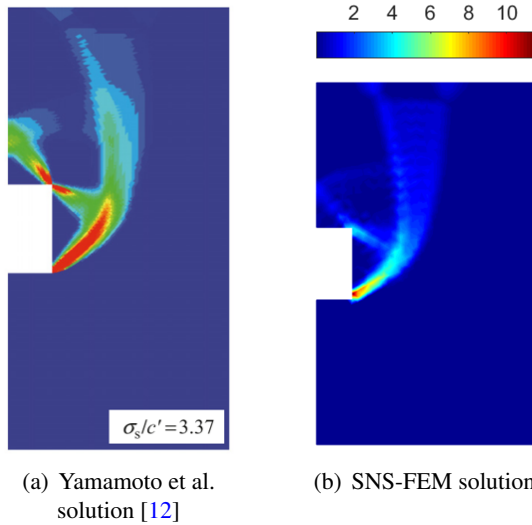 2 4 6 8 10
σₛ/c′=3.37
(a) Yamamoto et al.
solution [12]
(b) SNS-FEM solution